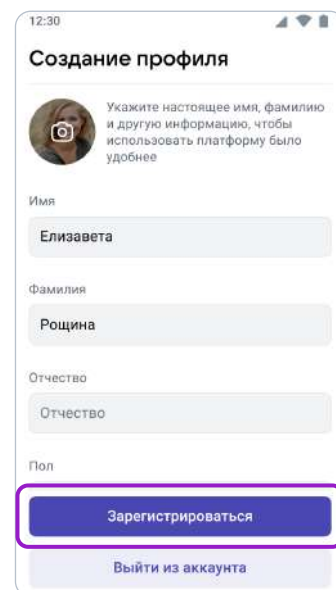 12:30
Создание профиля
Укажите настоящее имя, фамилию
и другую информацию, чтобы
использовать платформу было
удобнее
Имя
Елизавета
Фамилия
Рощина
Отчество
Отчество
Пол
Зарегистрироваться
Выйти из аккаунта